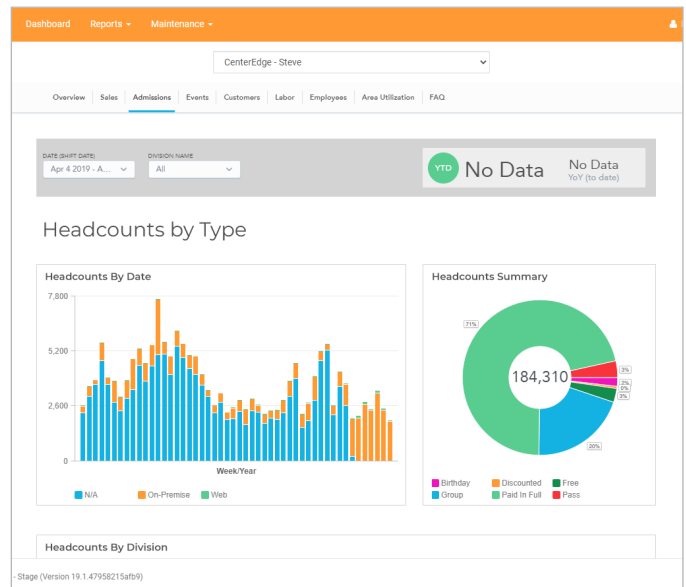 Dashboard Reports Maintenance
CenterEdge - Steve
Overview Sales Admissions Events Customers Labor Employees Area Utilization FAQ
DATE (SHIFT DATE) DIVISION NAME
Apr 4 2019 - A... All
YTD No Data No Data
YoY (to date)
Headcounts by Type
Headcounts By Date
7,800
5,200
2,600
0
Week/Year
N/A On-Premise Web
Headcounts Summary
71%
184,310
3%
2%
0%
3%
20%
Birthday Discounted Free
Group Paid In Full Pass
Headcounts By Division
- Stage (Version 19.1.47958215afb9)